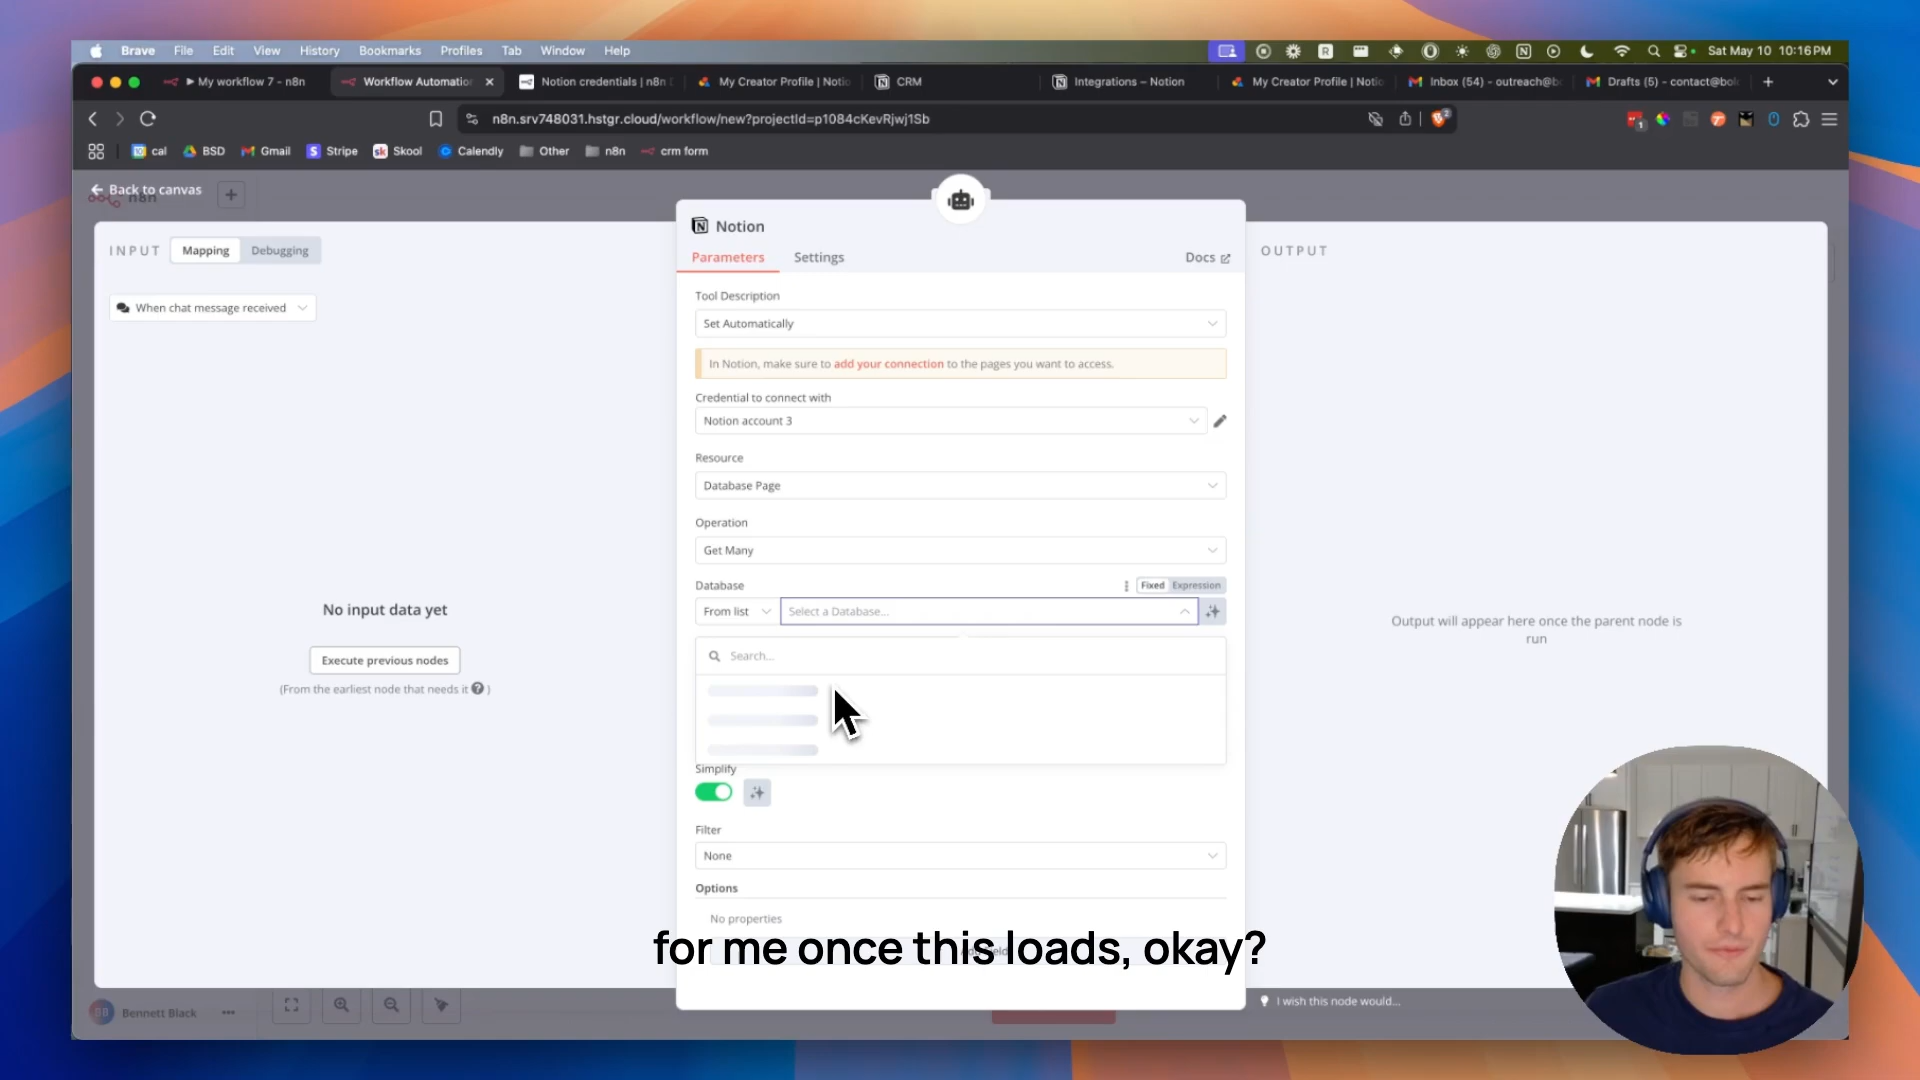 Brave File Edit View History Bookmarks Profiles Tab Window Help
Sat May 10 10:16 PM
My workflow 7 - n8n
Workflow Automatio
Notion credentials | n8n
My Creator Profile | Notio
CRM
Integrations – Notion
My Creator Profile | Notio
Inbox (54) - outreach@b
Drafts (5) - contact@bol
n8n.srv748031.hstgr.cloud/workflow/new?projectId=p1084cKevRjwj1Sb
cal BSD Gmail Stripe Skool Calendly Other n8n crm form
Back to canvas
n8n
INPUT Mapping Debugging
When chat message received
No input data yet
Execute previous nodes
(From the earliest node that needs it ? )
Notion
Parameters Settings Docs
Tool Description
Set Automatically
In Notion, make sure to add your connection to the pages you want to access.
Credential to connect with
Notion account 3
Resource
Database Page
Operation
Get Many
Database Fixed Expression
From list Select a Database...
Search...
Simplify
Filter
None
Options
No properties
OUTPUT
Output will appear here once the parent node is
run
for me once this loads, okay?
I wish this node would...
BB Bennett Black